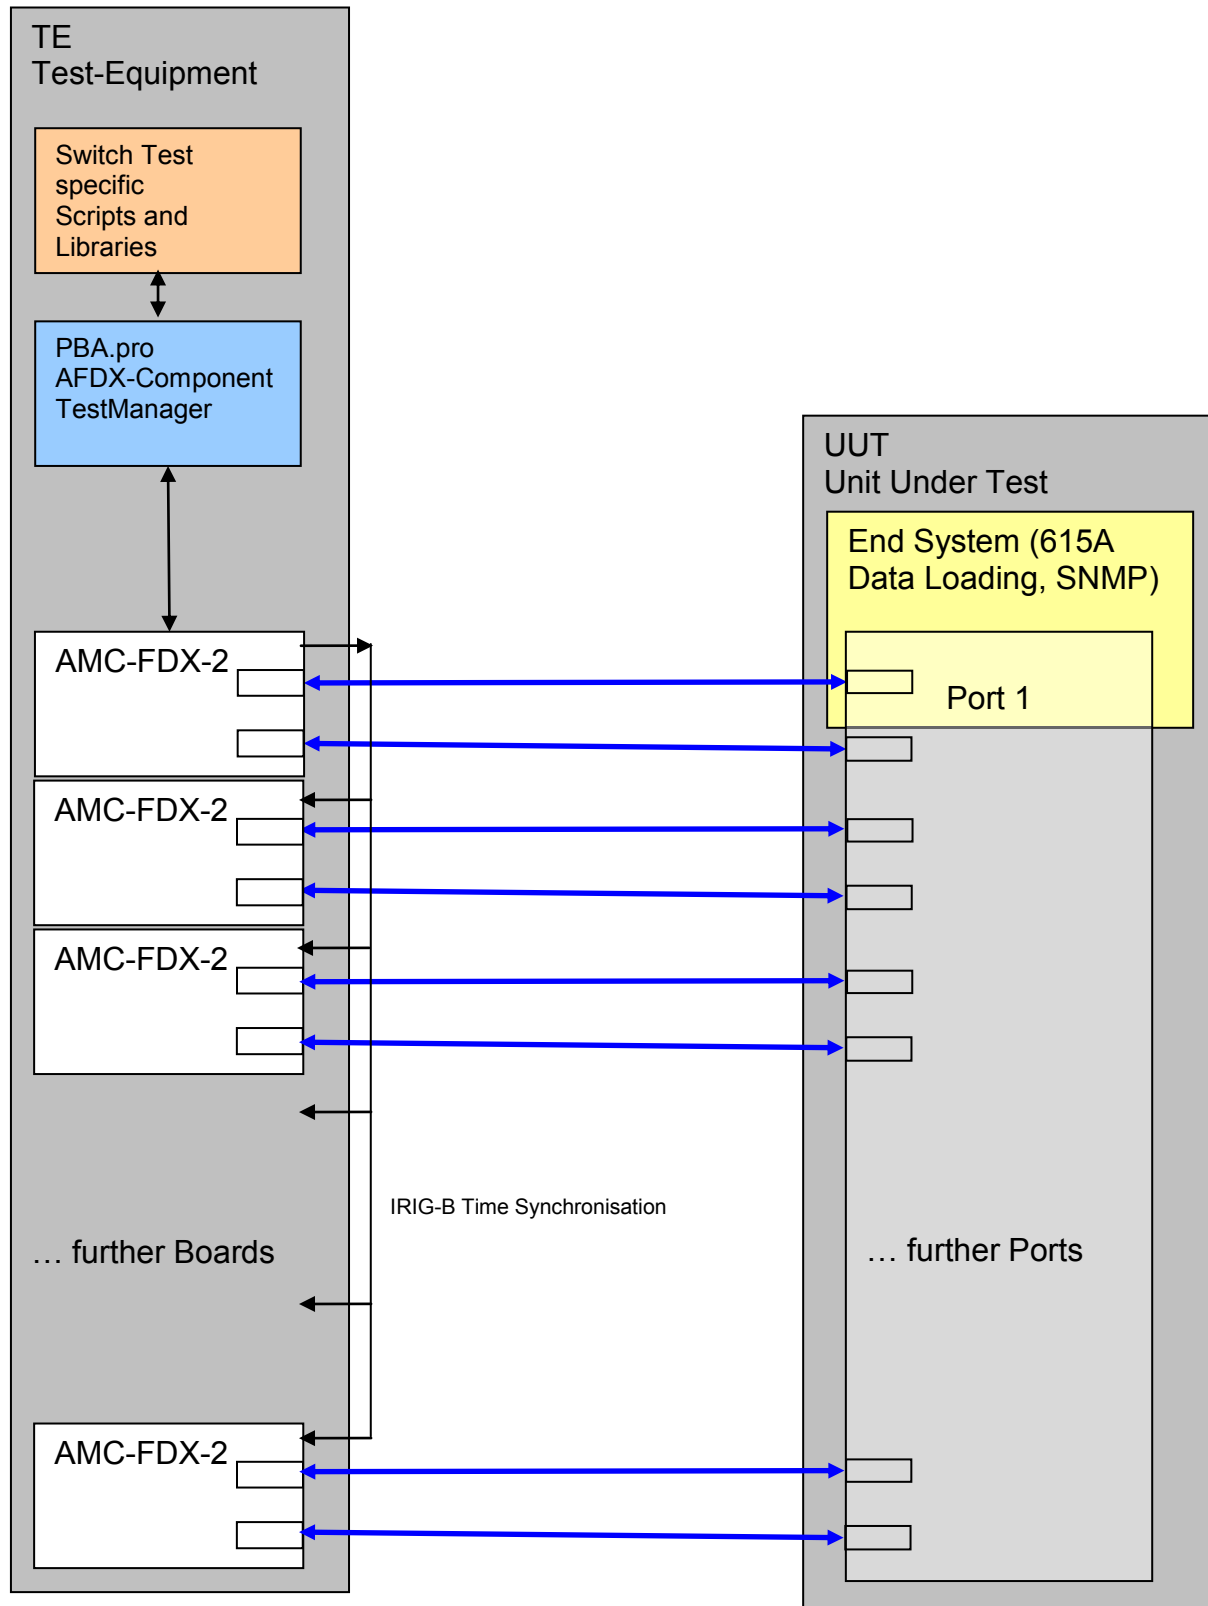 TE
Test-Equipment
Switch Test
specific
Scripts and
Libraries
PBA.pro
AFDX-Component
TestManager
UUT
Unit Under Test
End System (615A
Data Loading, SNMP)
AMC-FDX-2
Port 1
AMC-FDX-2
AMC-FDX-2
IRIG-B Time Synchronisation
… further Boards
… further Ports
AMC-FDX-2